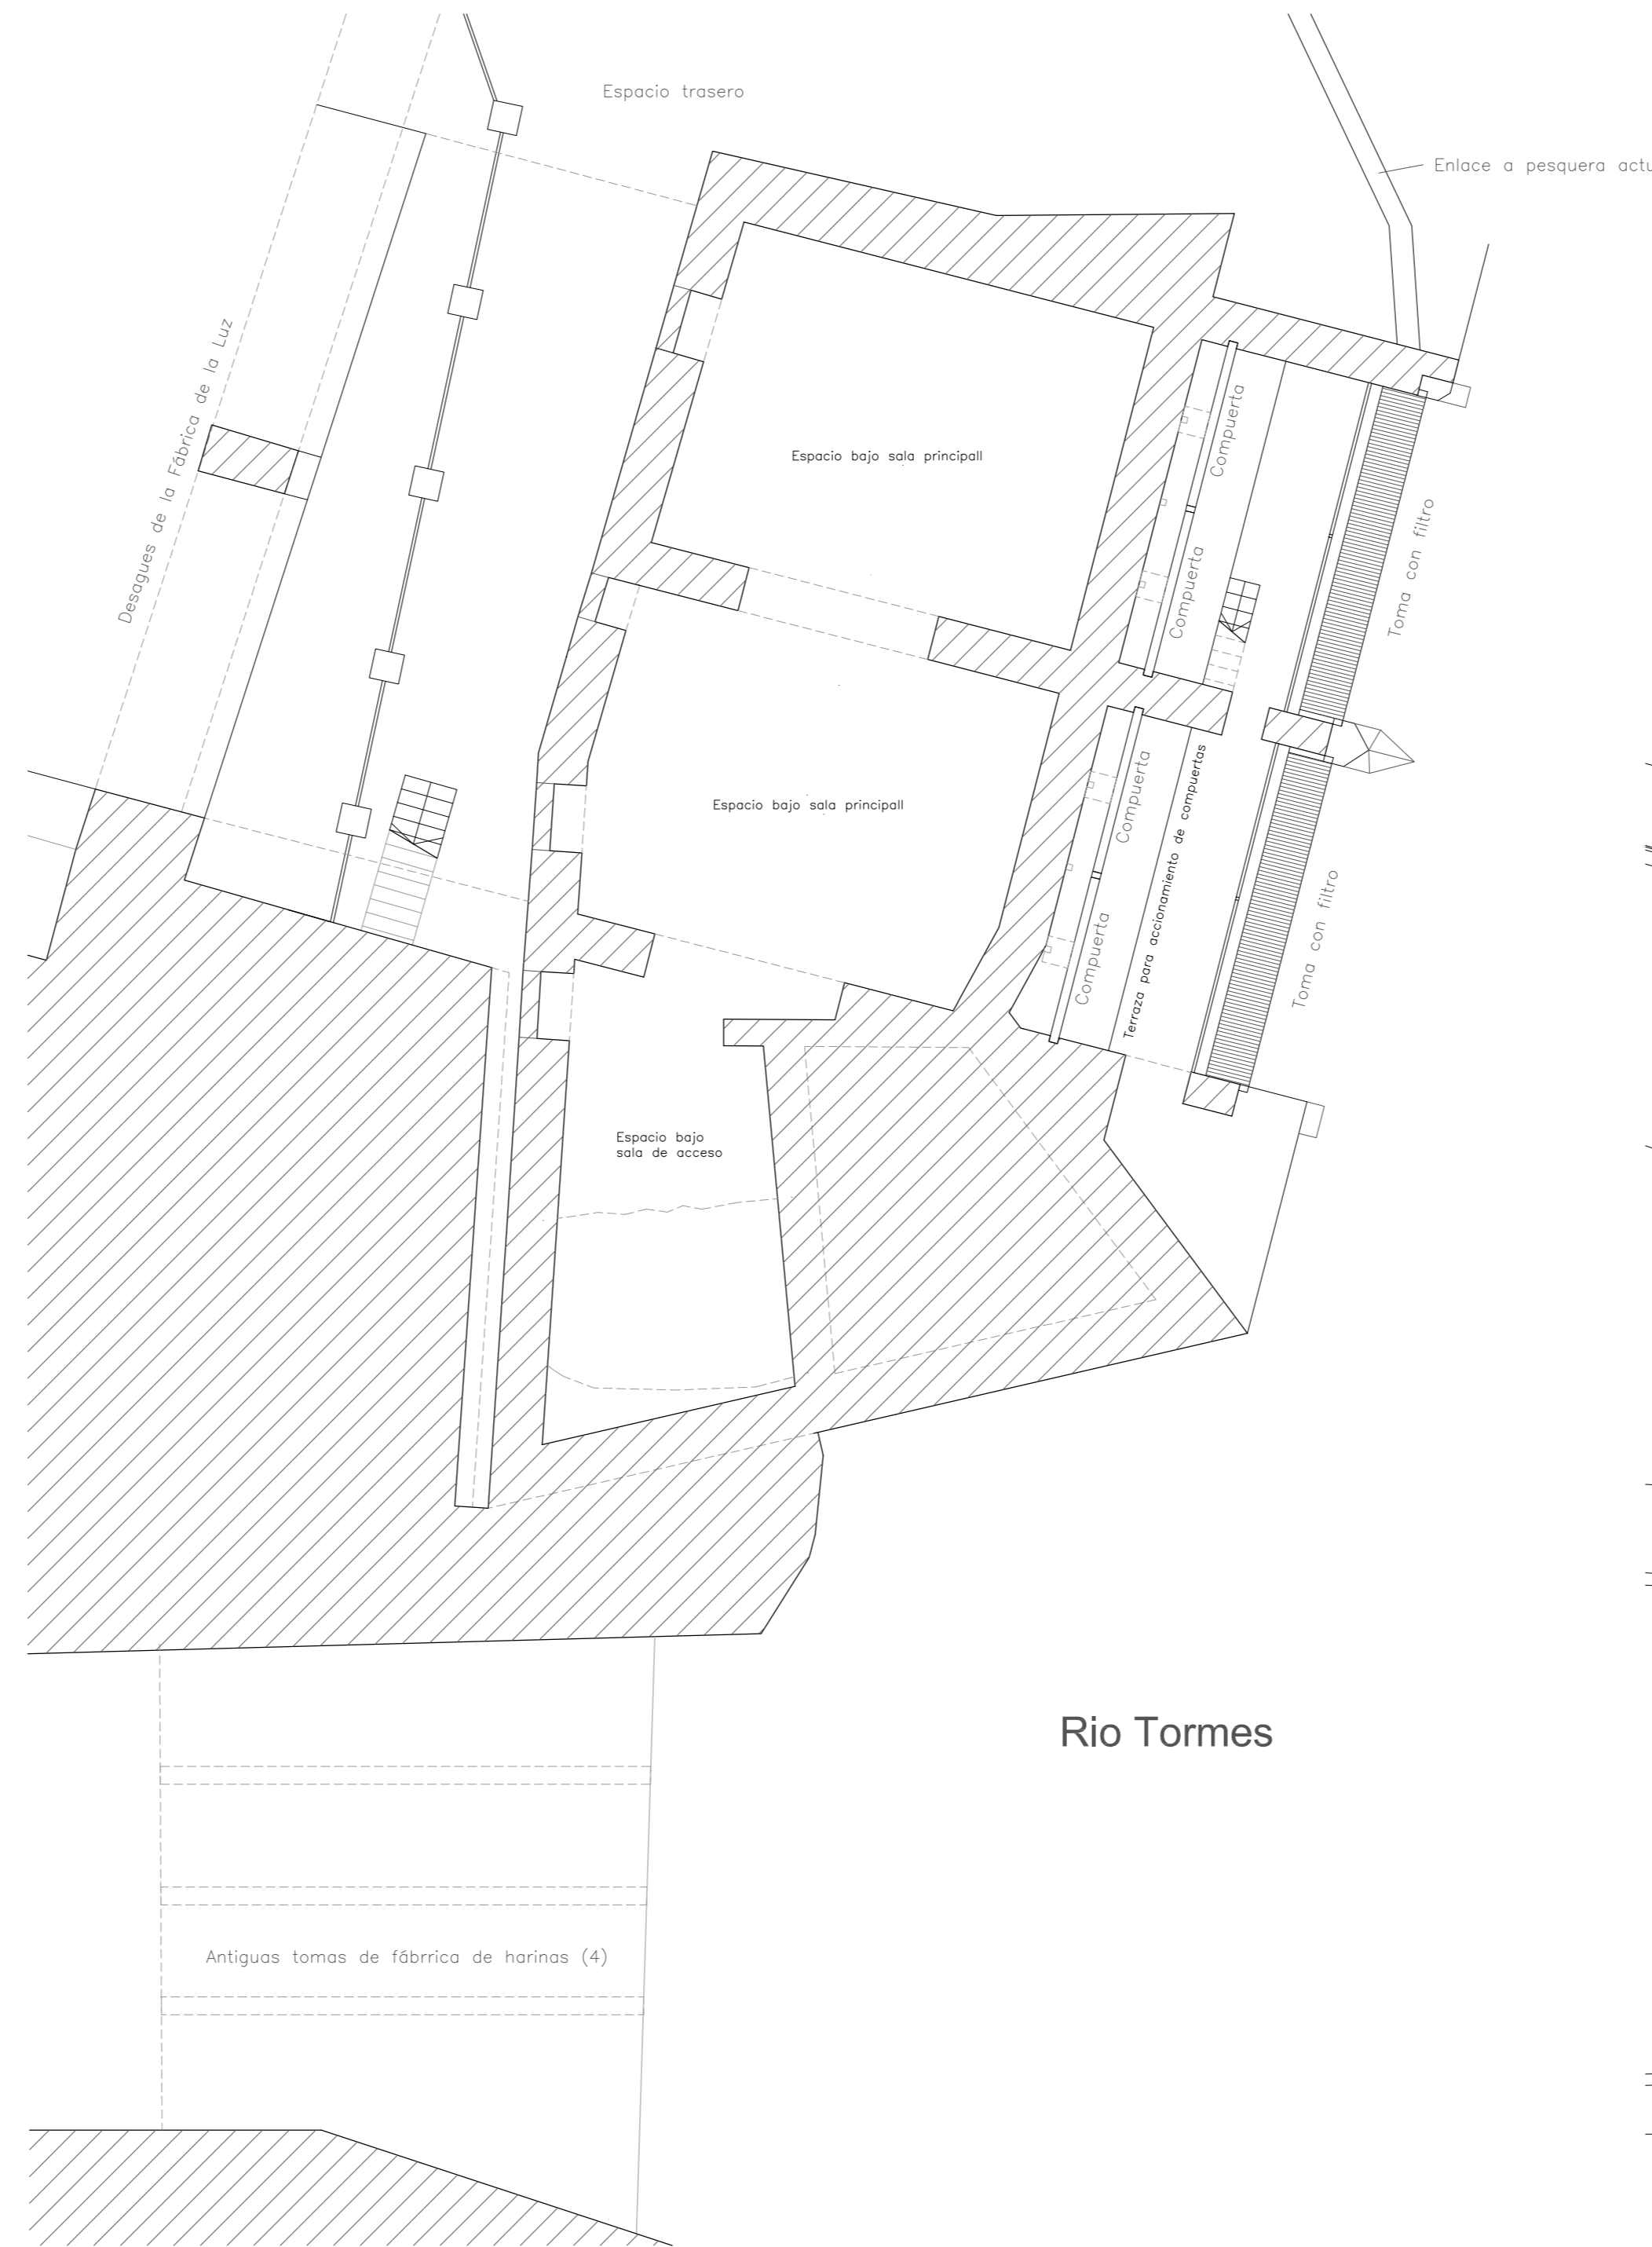 Espacio trasero
Enlace a pesquera actu
Desagues de la Fábrica de la Luz
Espacio bajo sala principall
Compuerta
Compuerta
Toma con filtro
Espacio bajo sala principall
Compuerta
Compuerta
Terraza para accionamiento de compuertas
Toma con filtro
Espacio bajo
sala de acceso
Rio Tormes
Antiguas tomas de fábrrica de harinas (4)